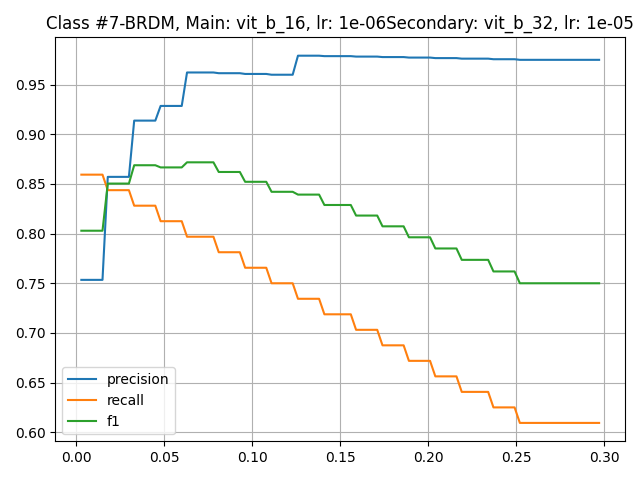 Class #7-BRDM, Main: vit_b_16, lr: 1e-06Secondary: vit_b_32, lr: 1e-05
0.95
0.90
0.85
0.80
0.75
0.70
0.65
0.60
precision
recall
f1
0.00 0.05 0.10 0.15 0.20 0.25 0.30